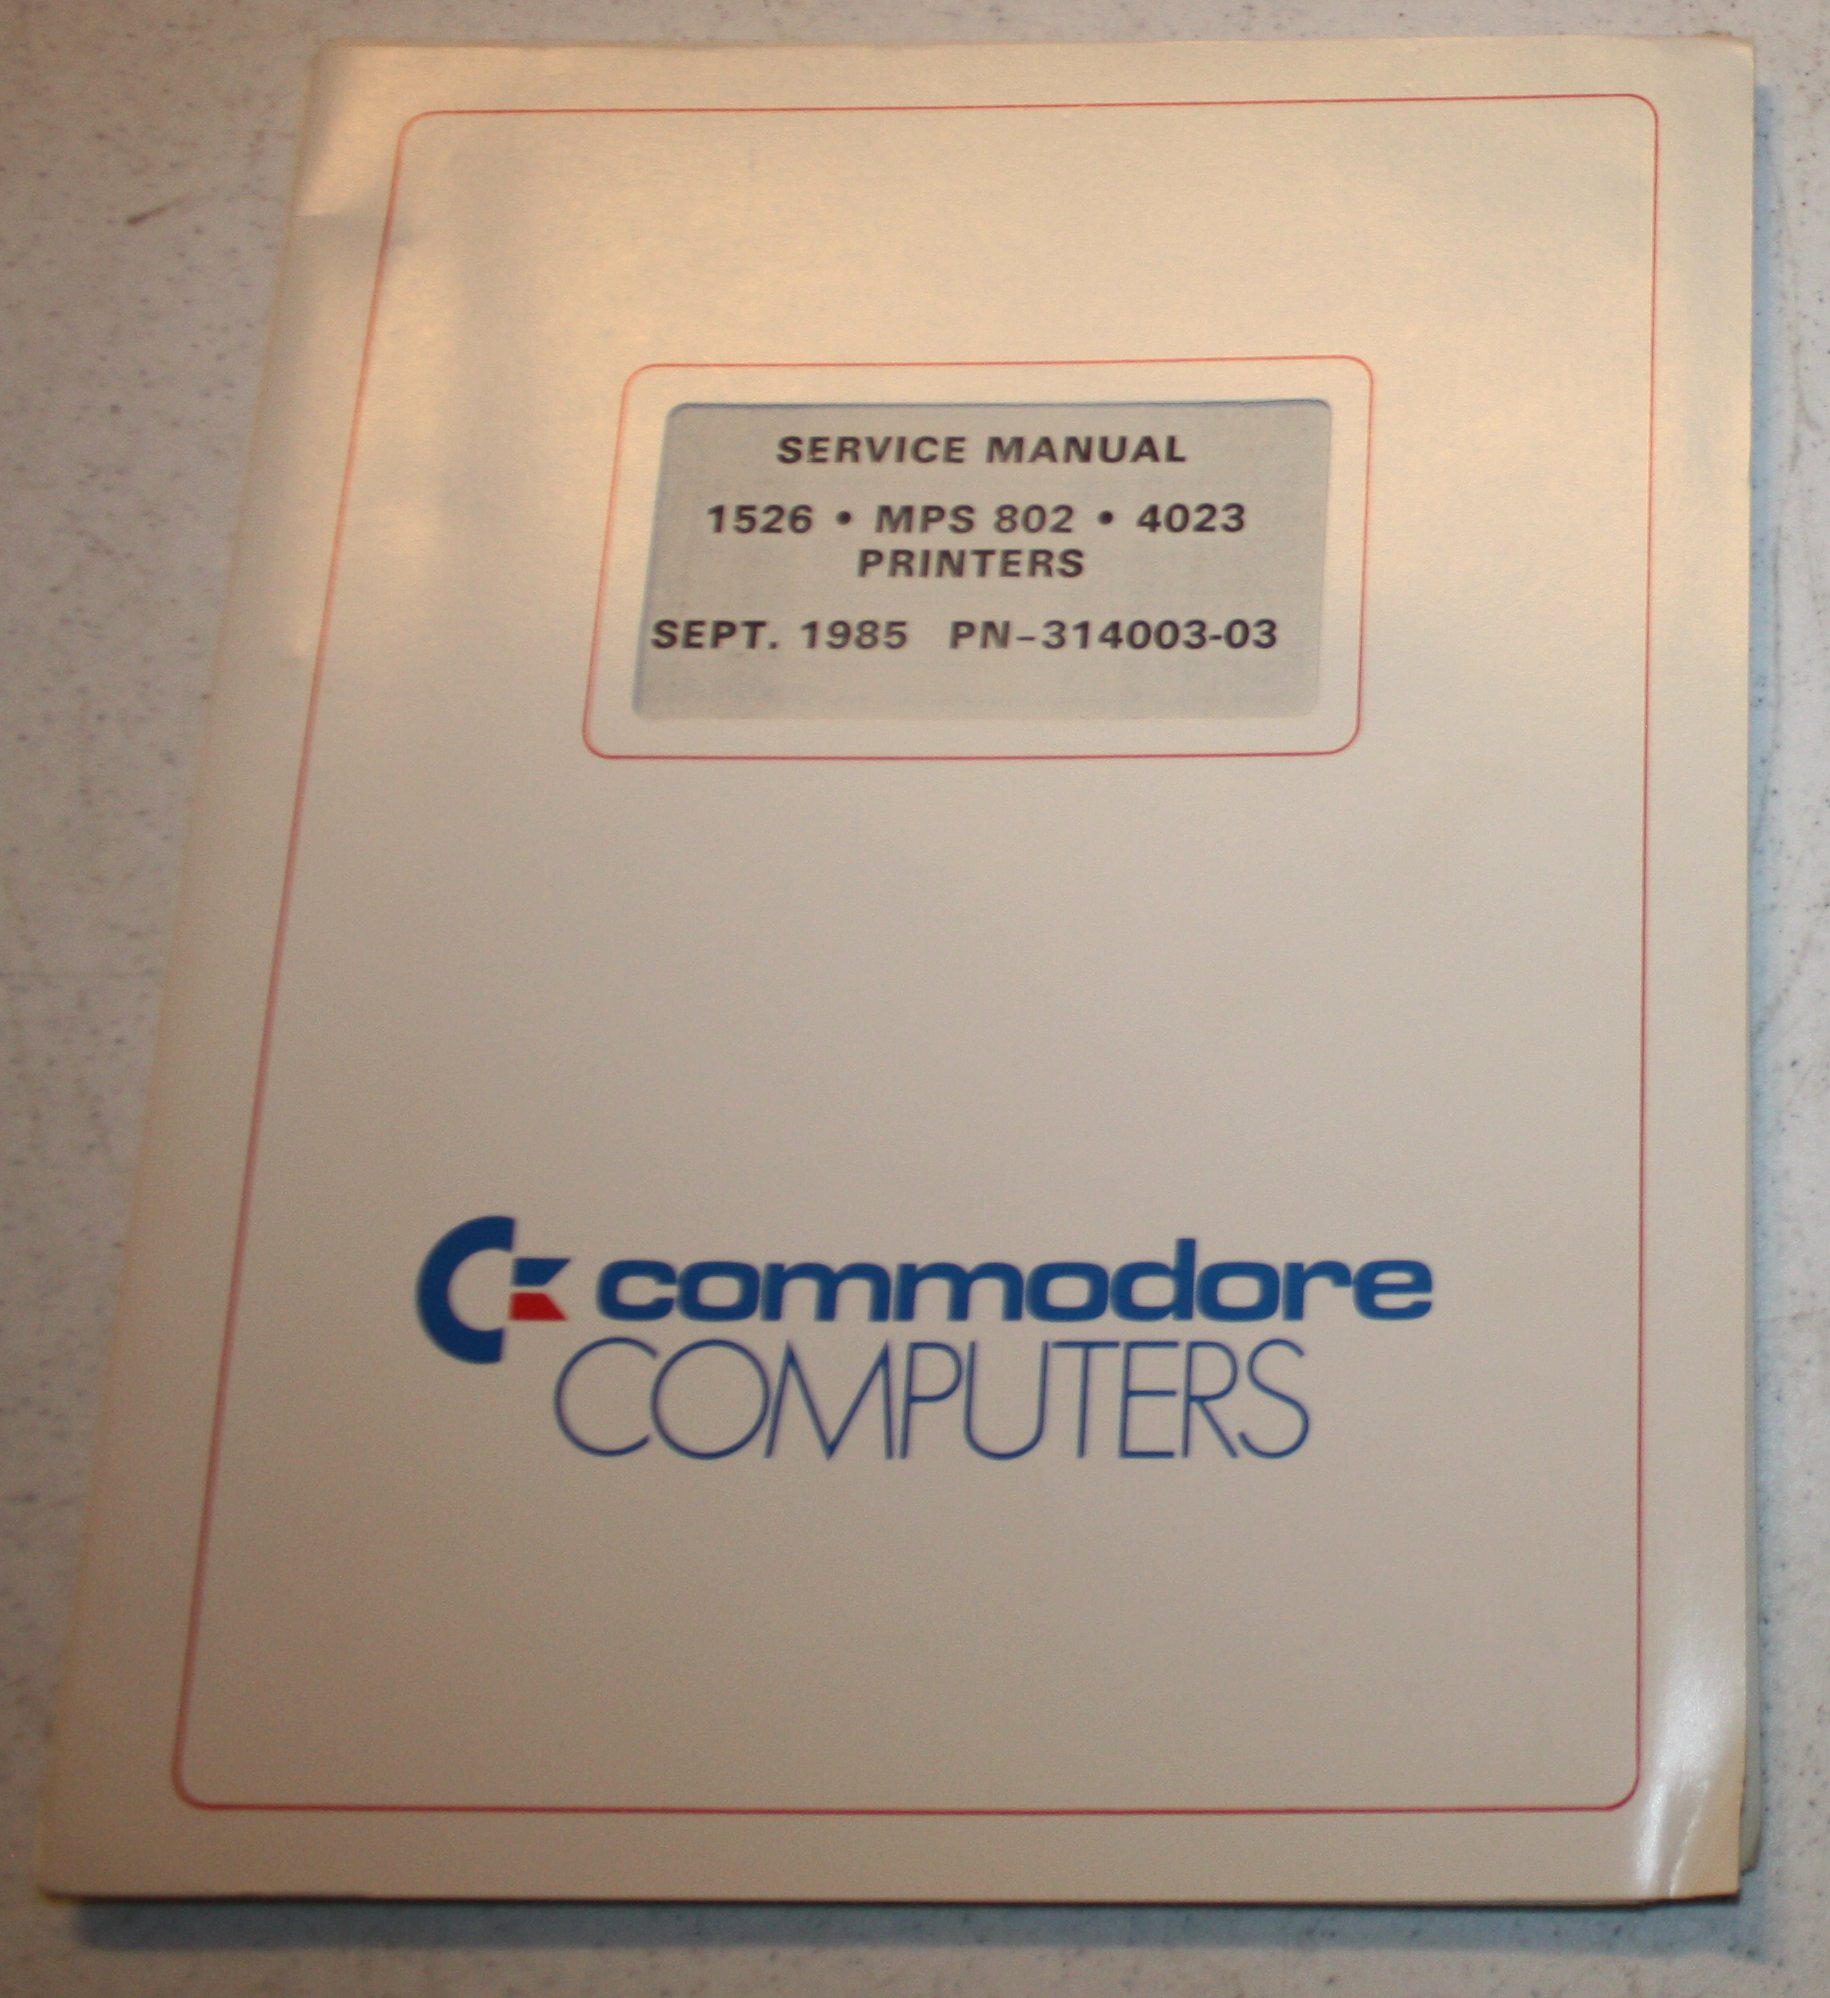 SERVICE MANUAL
1526 • MPS 802 • 4023
PRINTERS
SEPT. 1985 PN-314003-03
commodore
COMPUTERS